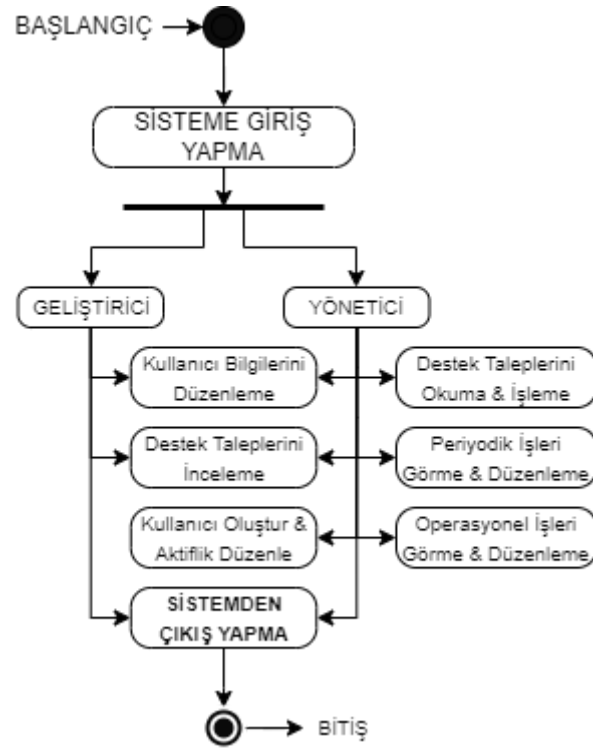 BAŞLANGIÇ
SİSTEME GİRİŞ
YAPMA
GELİŞTİRİCİ
YÖNETİCİ
Kullanıcı Bilgilerini
Düzenleme
Destek Taleplerini
Okuma & İşleme
Destek Taleplerini
İnceleme
Periyodik İşleri
Görme & Düzenleme
Kullanıcı Oluştur &
Aktiflik Düzenle
Operasyonel İşleri
Görme & Düzenleme
SİSTEMDEN
ÇIKIŞ YAPMA
BİTİŞ